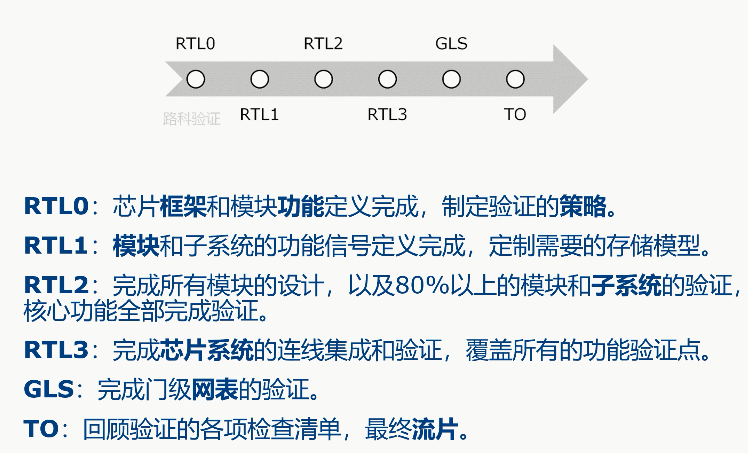 RTL0 RTL2 GLS
路科验证 RTL1 RTL3 TO
RTL0：芯片框架和模块功能定义完成，制定验证的策略。
RTL1：模块和子系统的功能信号定义完成，定制需要的存储模型。
RTL2：完成所有模块的设计，以及80%以上的模块和子系统的验证，
核心功能全部完成验证。
RTL3：完成芯片系统的连线集成和验证，覆盖所有的功能验证点。
GLS：完成门级网表的验证。
TO：回顾验证的各项检查清单，最终流片。